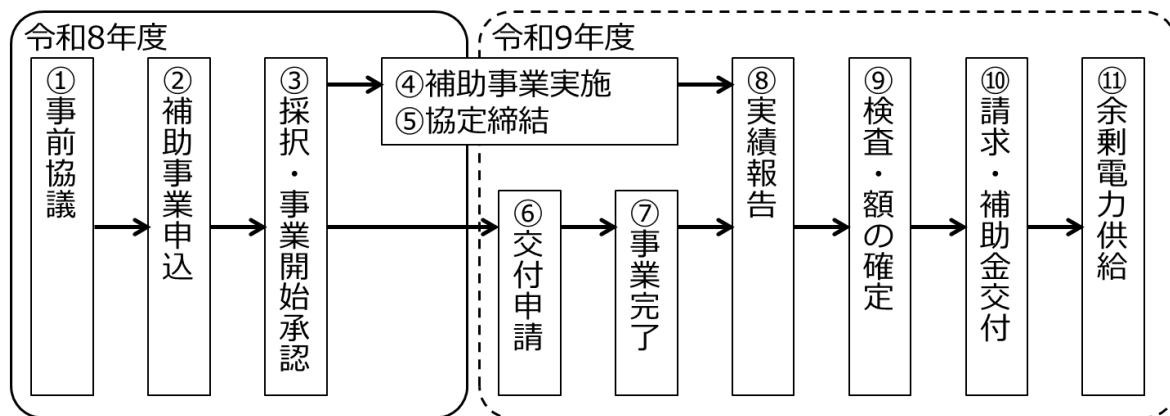 令和8年度
①事前協議
②補助事業申込
③採択・事業開始承認
④補助事業実施
⑤協定締結
令和9年度
⑥交付申請
⑦事業完了
⑧実績報告
⑨検査・額の確定
⑩請求・補助金交付
⑪余剰電力供給